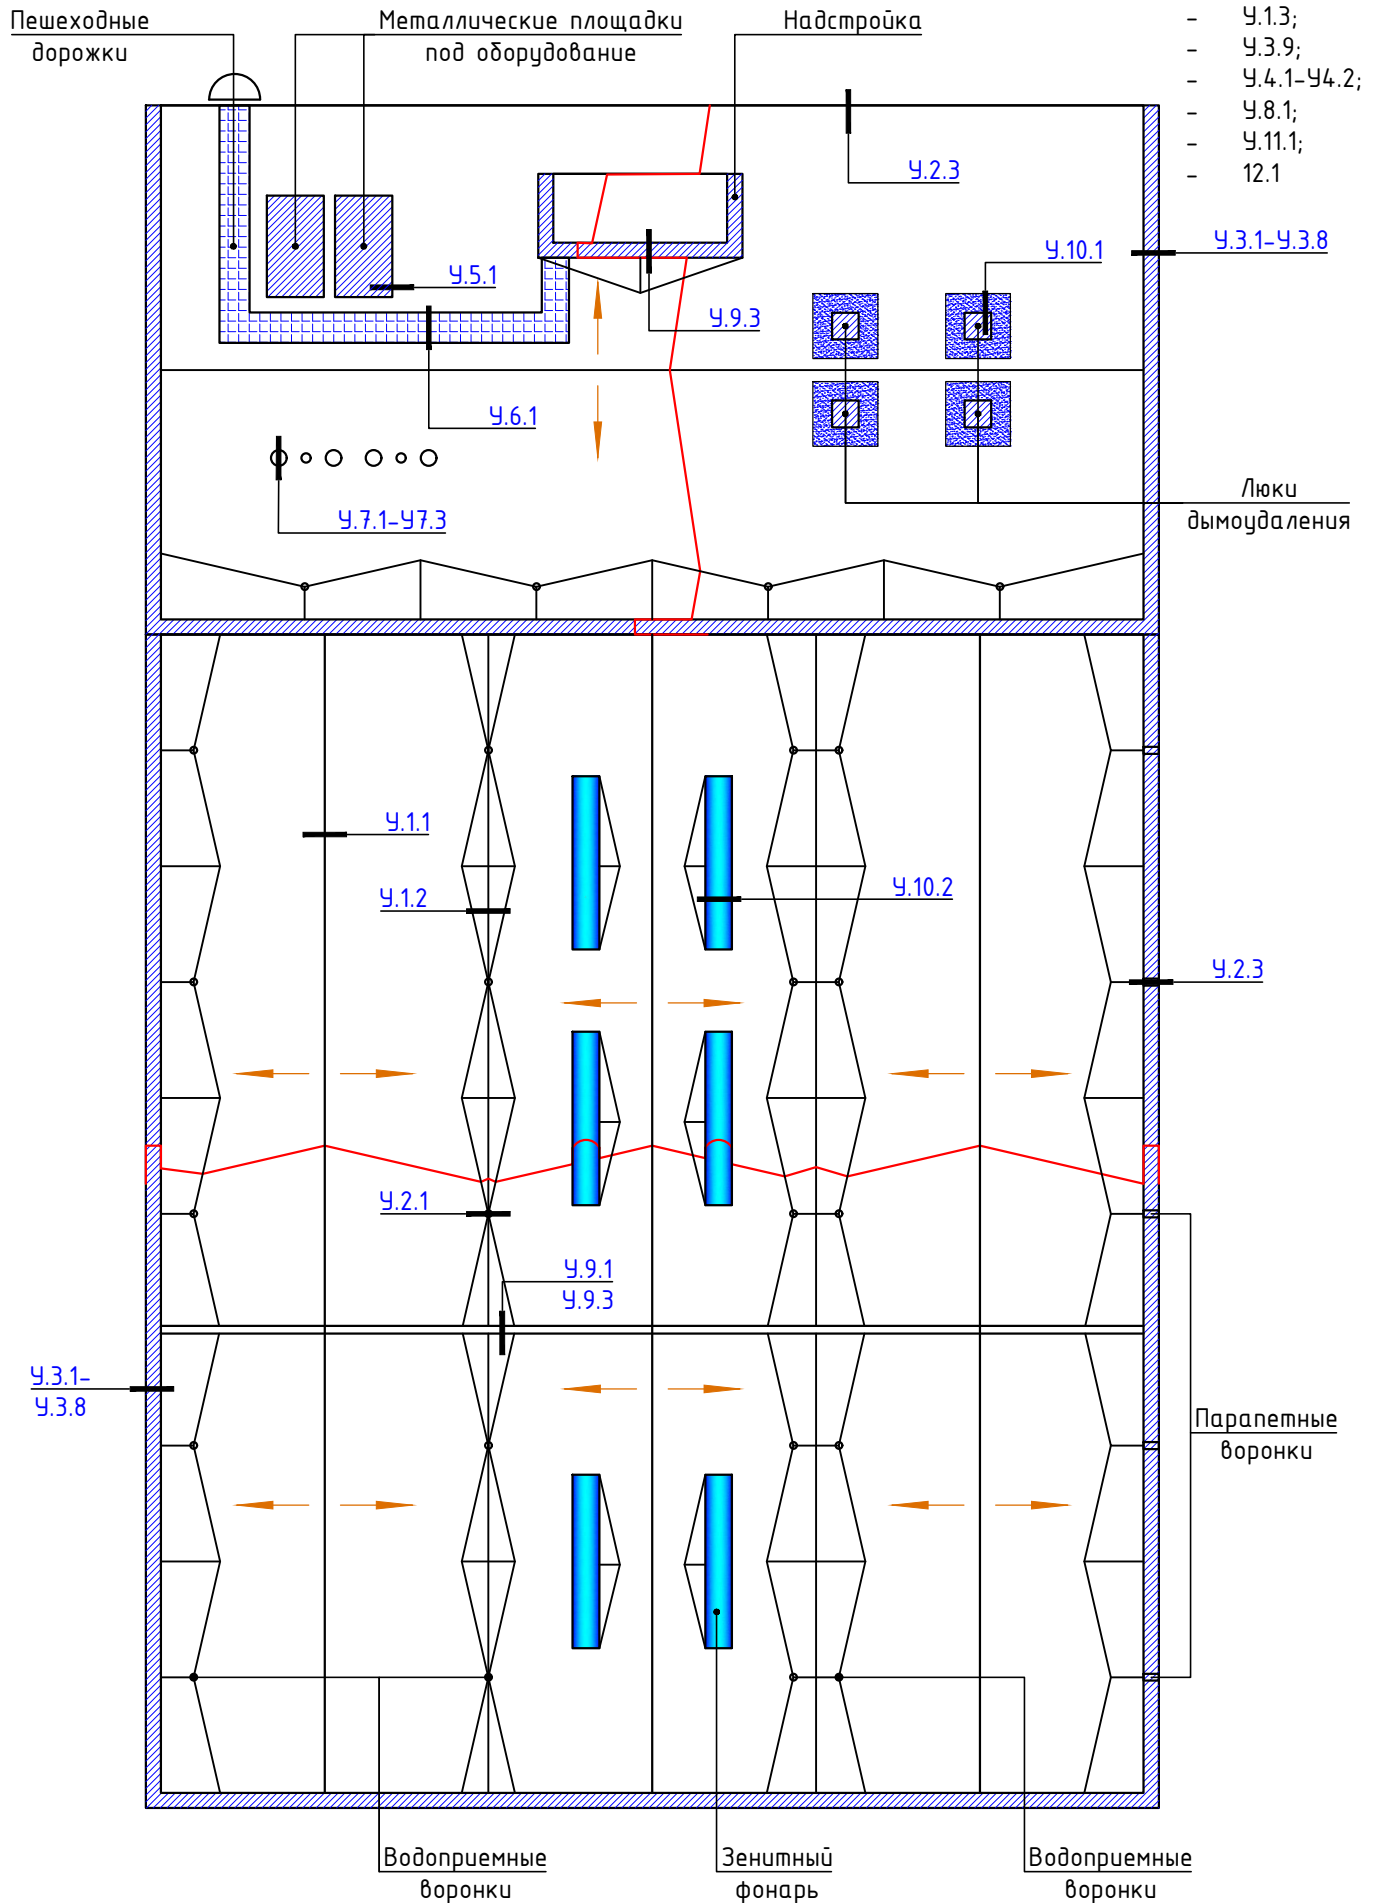 Пешеходные
дорожки
Металлические площадки
под оборудование
Надстройка
- У.1.3;
- У.3.9;
- У.4.1-У4.2;
- У.8.1;
- У.11.1;
- 12.1
У.2.3
У.3.1-У.3.8
У.10.1
У.5.1
У.9.3
У.6.1
У.7.1-У7.3
Люки
дымоудаления
У.1.1
У.1.2
У.10.2
У.2.3
У.2.1
У.9.1
У.9.3
У.3.1-
У.3.8
Парапетные
воронки
Водоприемные
воронки
Зенитный
фонарь
Водоприемные
воронки